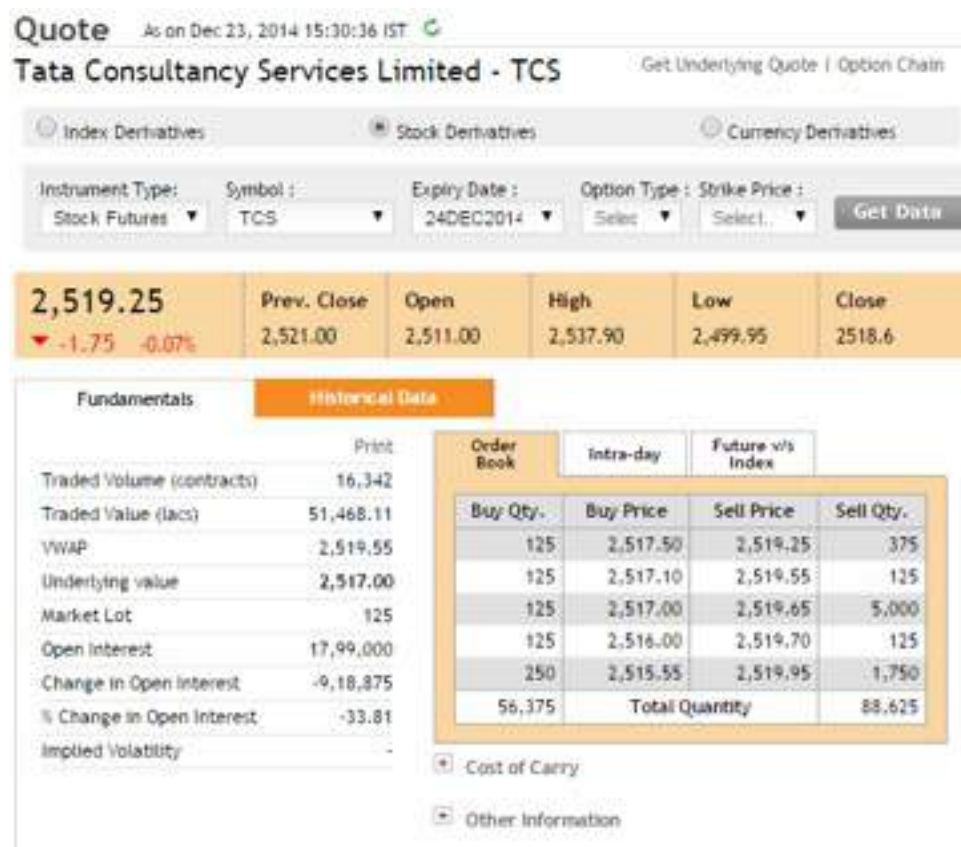 Quote As on Dec 23, 2014 15:30:36 IST
Tata Consultancy Services Limited - TCS Get Underlying Quote | Option Chain
Index Derivatives Stock Derivatives Currency Derivatives
Instrument Type: Symbol : Expiry Date : Option Type : Strike Price :
Stock Futures TCS 24DEC2014 Selec Select.. Get Data
2,519.25 Prev. Close Open High Low Close
-1.75 -0.07% 2,521.00 2,511.00 2,537.90 2,499.95 2518.6
Fundamentals Historical Data
Print
Traded Volume (contracts) 16,342
Traded Value (lacs) 51,468.11
VWAP 2,519.55
Underlying value 2,517.00
Market Lot 125
Open Interest 17,99,000
Change in Open Interest -9,18,875
% Change in Open Interest -33.81
Implied Volatility -
Order Book Intra-day Future v/s Index
Buy Qty. Buy Price Sell Price Sell Qty.
125 2,517.50 2,519.25 375
125 2,517.10 2,519.55 125
125 2,517.00 2,519.65 5,000
125 2,516.00 2,519.70 125
250 2,515.55 2,519.95 1,750
56,375 Total Quantity 88,625
Cost of Carry
Other Information